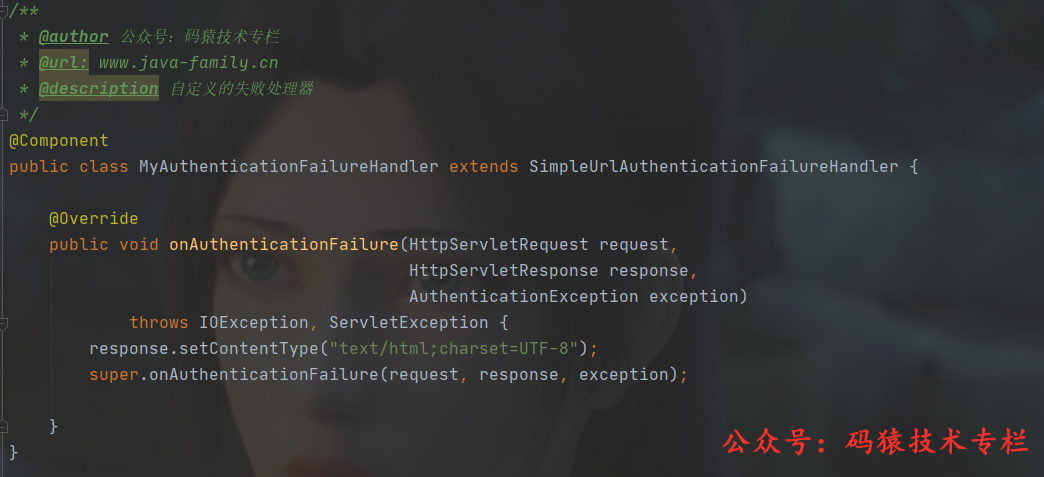 /**
 * @author 公众号：码猿技术专栏
 * @url: www.java-family.cn
 * @description 自定义的失败处理器
 */
@Component
public class MyAuthenticationFailureHandler extends SimpleUrlAuthenticationFailureHandler {
    @Override
    public void onAuthenticationFailure(HttpServletRequest request,
                                        HttpServletResponse response,
                                        AuthenticationException exception)
            throws IOException, ServletException {
        response.setContentType("text/html;charset=UTF-8");
        super.onAuthenticationFailure(request, response, exception);
    }
}
公众号：码猿技术专栏